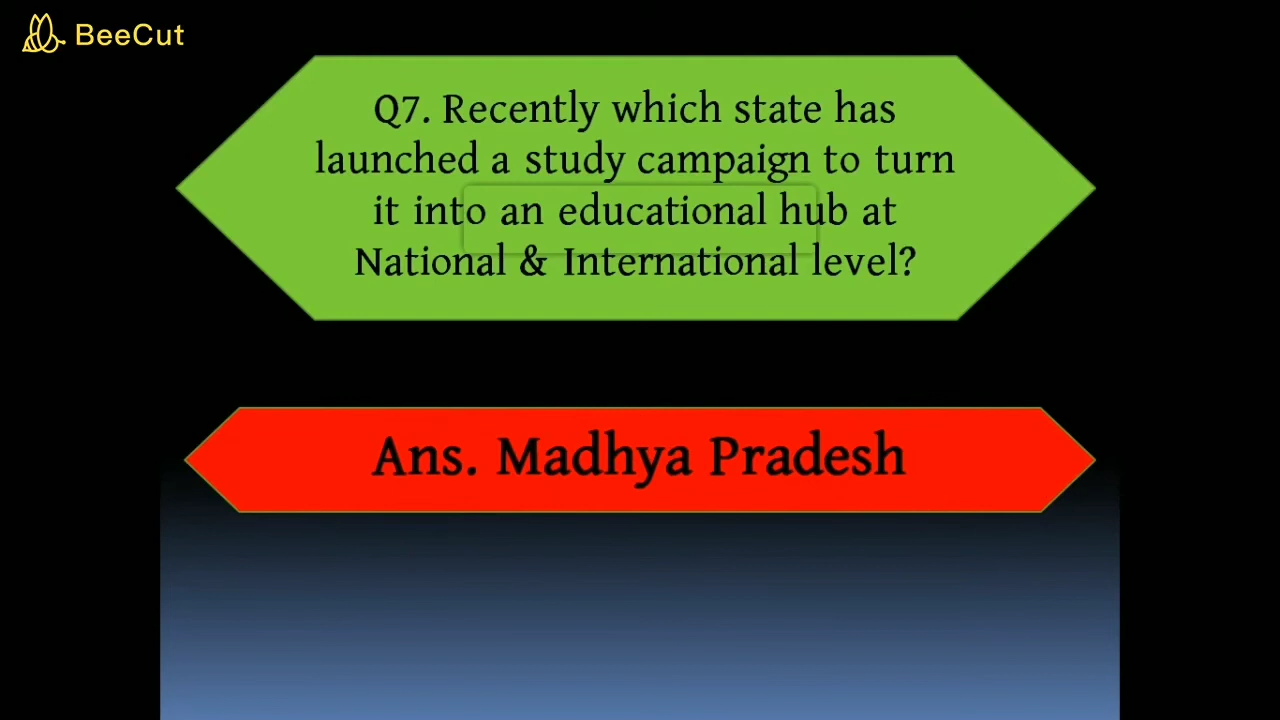 BeeCut
Q7. Recently which state has
launched a study campaign to turn
it into an educational hub at
National & International level?
Ans. Madhya Pradesh